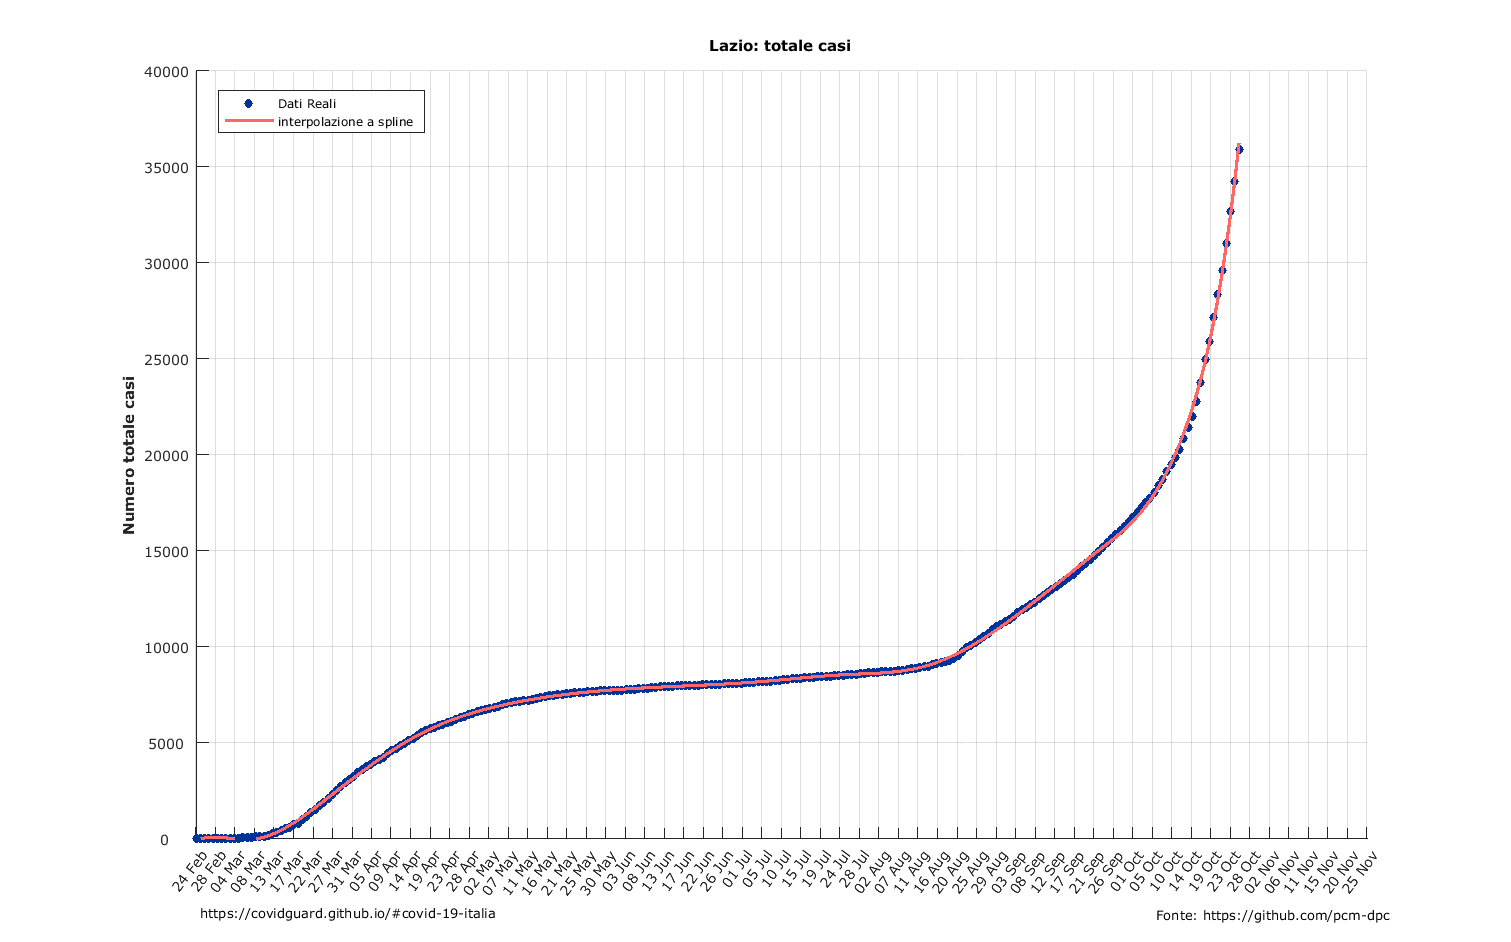 Lazio: totale casi
40000
35000
30000
25000
20000
15000
10000
5000
0
Numero totale casi
Dati Reali
interpolazione a spline
24 Feb
28 Feb
04 Mar
08 Mar
13 Mar
17 Mar
22 Mar
27 Mar
31 Mar
05 Apr
09 Apr
14 Apr
19 Apr
23 Apr
28 Apr
02 May
07 May
11 May
16 May
21 May
25 May
30 May
03 Jun
08 Jun
13 Jun
17 Jun
22 Jun
26 Jun
01 Jul
05 Jul
10 Jul
15 Jul
19 Jul
24 Jul
28 Jul
02 Aug
07 Aug
11 Aug
16 Aug
20 Aug
25 Aug
29 Aug
03 Sep
08 Sep
12 Sep
17 Sep
21 Sep
26 Sep
01 Oct
05 Oct
10 Oct
14 Oct
19 Oct
23 Oct
28 Oct
02 Nov
06 Nov
11 Nov
15 Nov
20 Nov
25 Nov
https://covidguard.github.io/#covid-19-italia
Fonte: https://github.com/pcm-dpc